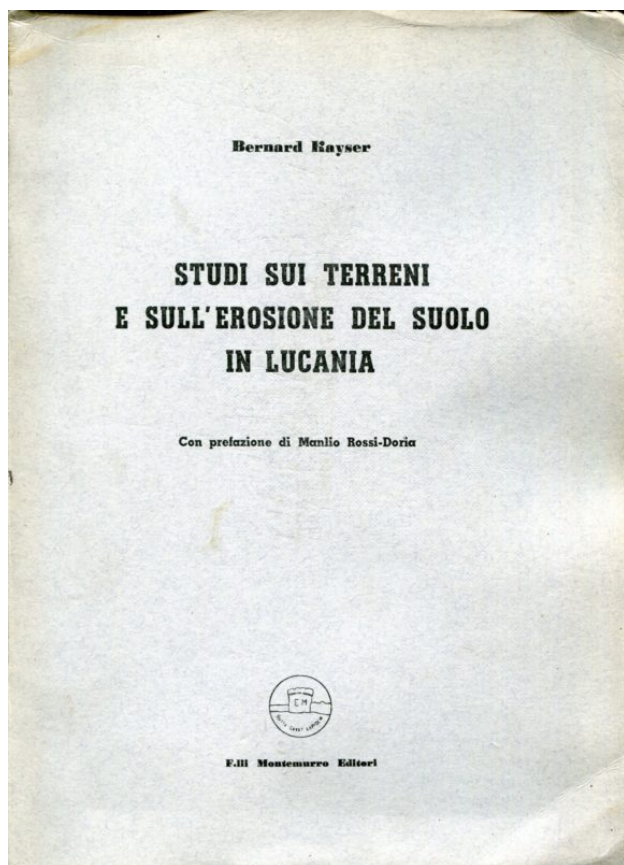 Bernard Kayser
STUDI SUI TERRENI
E SULL'EROSIONE DEL SUOLO
IN LUCANIA
Con prefazione di Manlio Rossi-Doria
EM
F.lli Montemurro Editori